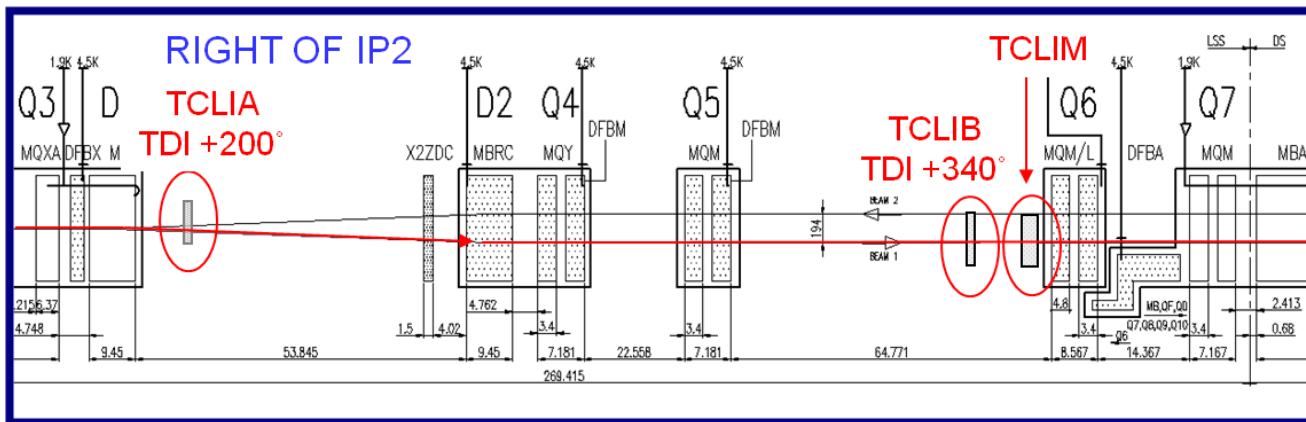 RIGHT OF IP2
TCLIM
LSS DS
1.9K 4.5K 4.5K 4.5K 4.5K 4.5K 1.9K
Q3 D TCLIA D2 Q4 Q5 TCLIB Q6 Q7
TDI +200° TDI +340°
DFBM DFBM
MQXA DFBX M X2ZDC MBRC MQY MQM MQM/L DFBA MQM MBA
BEAM 2
194
BEAM 1
.2156.37 4.762 4.8 MB,QF,QD 2.413
4.748 1.5 4.02 3.4 3.4 3.4 Q7,Q8,Q9,Q10 3.4 0.68
Q6
9.45 53.845 9.45 7.181 22.558 7.181 64.771 8.567 14.367 7.167
269.415